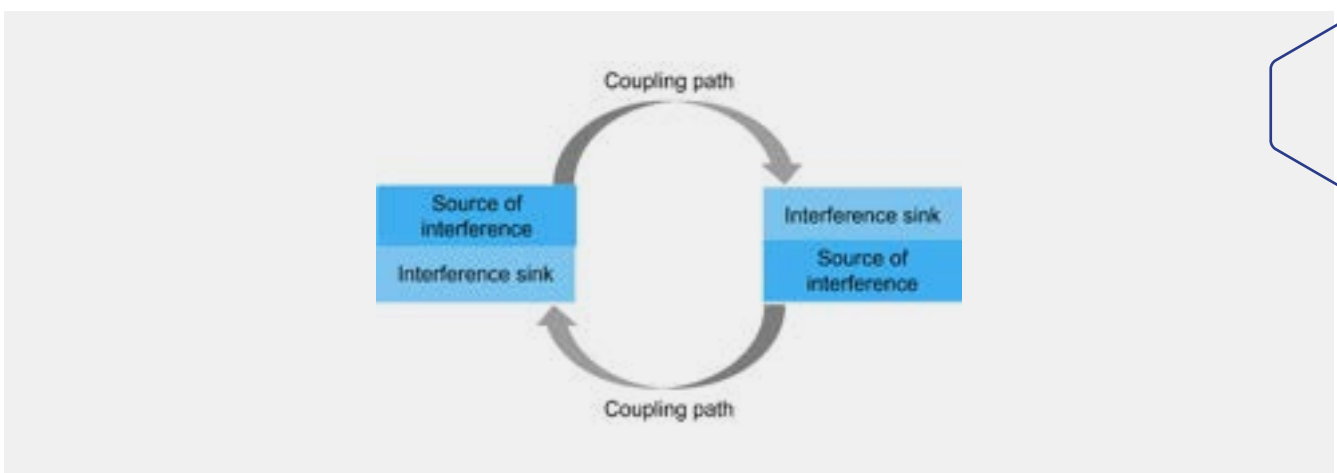 Coupling path
Source of
interference
Interference sink
Interference sink
Source of
interference
Coupling path